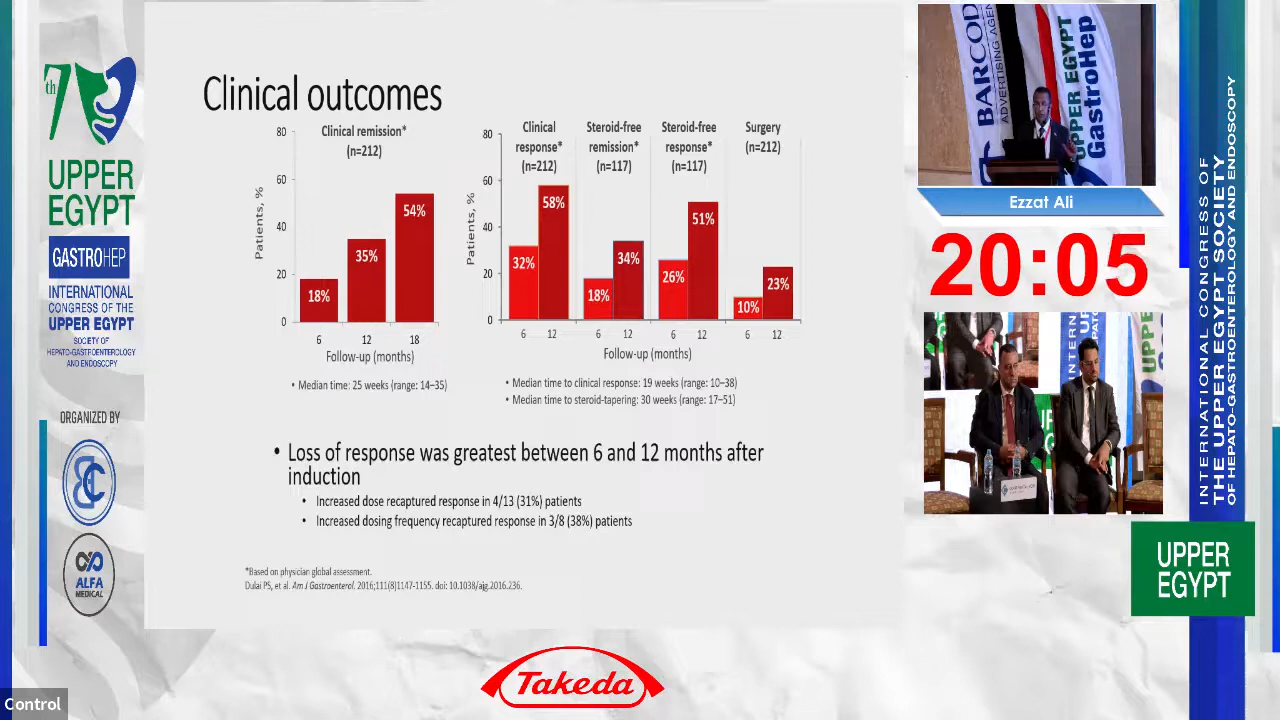 7th
UPPER
EGYPT
GASTROHEP
INTERNATIONAL
CONGRESS OF THE
UPPER EGYPT
SOCIETY OF
HEPATO-GASTROENTEROLOGY
AND ENDOSCOPY
ORGANIZED BY
ALFA
MEDICAL
Control
Clinical outcomes
Clinical remission*
(n=212)
Patients, %
80
60
40
20
0
18%
35%
54%
6 12 18
Follow-up (months)
• Median time: 25 weeks (range: 14–35)
Clinical
response*
(n=212)
Steroid-free
remission*
(n=117)
Steroid-free
response*
(n=117)
Surgery
(n=212)
Patients, %
80
60
40
20
0
32%
58%
18%
34%
26%
51%
10%
23%
6 12 6 12 6 12 6 12
Follow-up (months)
• Median time to clinical response: 19 weeks (range: 10–38)
• Median time to steroid-tapering: 30 weeks (range: 17–51)
• Loss of response was greatest between 6 and 12 months after
induction
• Increased dose recaptured response in 4/13 (31%) patients
• Increased dosing frequency recaptured response in 3/8 (38%) patients
*Based on physician global assessment.
Dulai PS, et al. Am J Gastroenterol. 2016;111(8)1147-1155. doi: 10.1038/ajg.2016.236.
Takeda
BARCOD
ADVERTISING AGEN
UPPER EGYPT
GastroHep
Ezzat Ali
20:05
INTERNATIONAL CONGRESS OF
THE UPPER EGYPT SOCIETY
OF HEPATO-GASTROENTEROLOGY AND ENDOSCOPY
UPPER
EGYPT